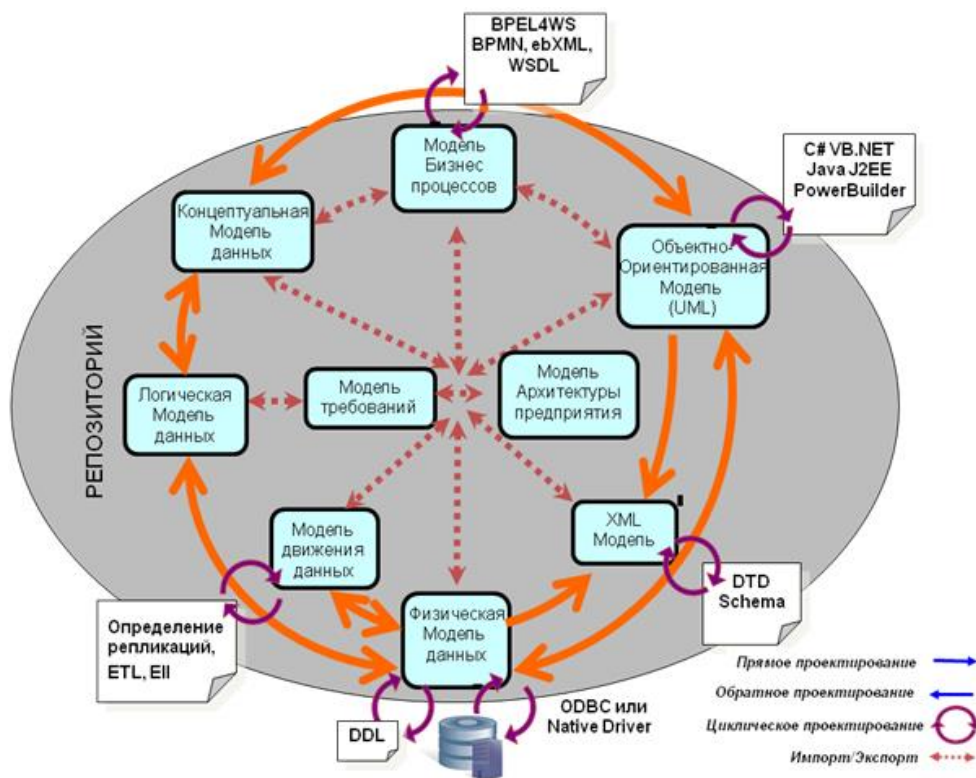 BPEL4WS
BPMN, ebXML,
WSDL
C# VB.NET
Java J2EE
PowerBuilder
Модель
Бизнес
процессов
Концептуальная
Модель
данных
Объектно-
Ориентированная
Модель
(UML)
РЕПОЗИТОРИЙ
Логическая
Модель
данных
Модель
требований
Модель
Архитектуры
предприятия
Модель
движения
данных
XML
Модель
Физическая
Модель
данных
DTD
Schema
Определение
репликаций,
ETL, EII
DDL
ODBC или
Native Driver
Прямое проектирование
Обратное проектирование
Циклическое проектирование
Импорт/Экспорт